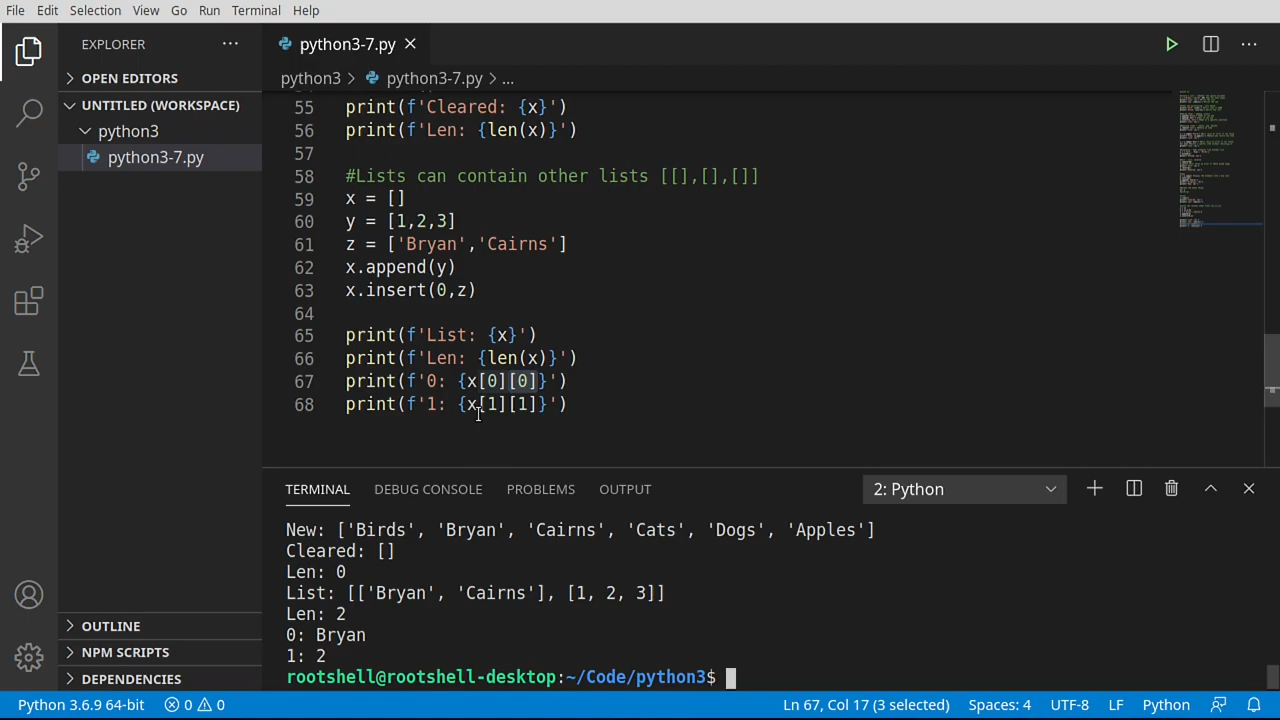 File Edit Selection View Go Run Terminal Help
EXPLORER
python3-7.py
OPEN EDITORS
python3 > python3-7.py > ...
UNTITLED (WORKSPACE)
python3
python3-7.py
55 print(f'Cleared: {x}')
56 print(f'Len: {len(x)}')
57
58 #Lists can contain other lists [[],[],[]]
59 x = []
60 y = [1,2,3]
61 z = ['Bryan','Cairns']
62 x.append(y)
63 x.insert(0,z)
64
65 print(f'List: {x}')
66 print(f'Len: {len(x)}')
67 print(f'0: {x[0][0]}')
68 print(f'1: {x[1][1]}')
TERMINAL DEBUG CONSOLE PROBLEMS OUTPUT 2: Python
New: ['Birds', 'Bryan', 'Cairns', 'Cats', 'Dogs', 'Apples']
Cleared: []
Len: 0
List: [['Bryan', 'Cairns'], [1, 2, 3]]
Len: 2
0: Bryan
1: 2
rootshell@rootshell-desktop:~/Code/python3$
OUTLINE
NPM SCRIPTS
DEPENDENCIES
Python 3.6.9 64-bit 0 0 Ln 67, Col 17 (3 selected) Spaces: 4 UTF-8 LF Python